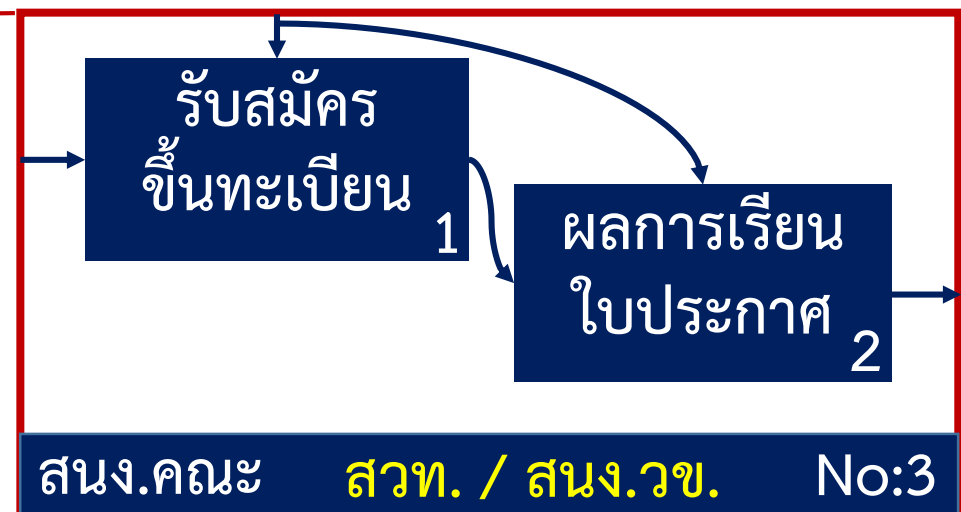 รับสมัคร
ขึ้นทะเบียน
1
ผลการเรียน
ใบประกาศ
2
สนง.คณะ สวท. / สนง.วข. No:3